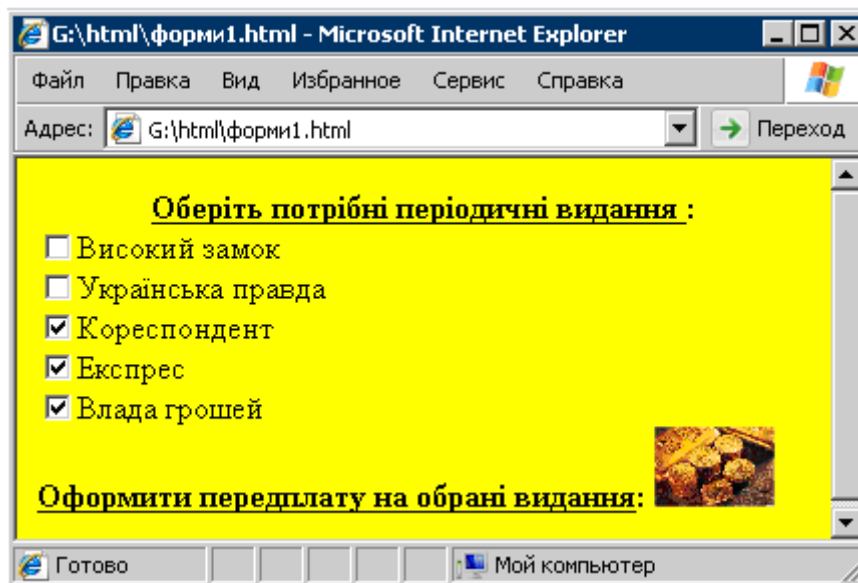 G:\html\форми1.html - Microsoft Internet Explorer
Файл Правка Вид Избранное Сервис Справка
Адрес: G:\html\форми1.html Переход
Оберіть потрібні періодичні видання :
Високий замок
Українська правда
Кореспондент
Експрес
Влада грошей
Оформити передплату на обрані видання:
Готово Мой компьютер